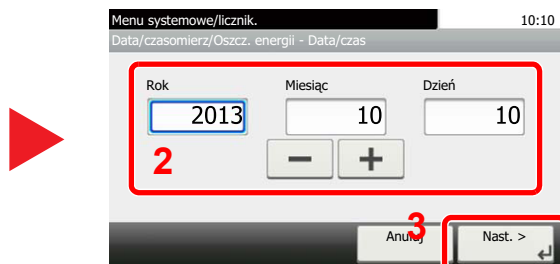 Menu systemowe/licznik. 10:10
Data/czasomierz/Oszcz. energii - Data/czas
Rok Miesiąc Dzień
2013 10 10
2 − +
3
Anuluj Nast. >